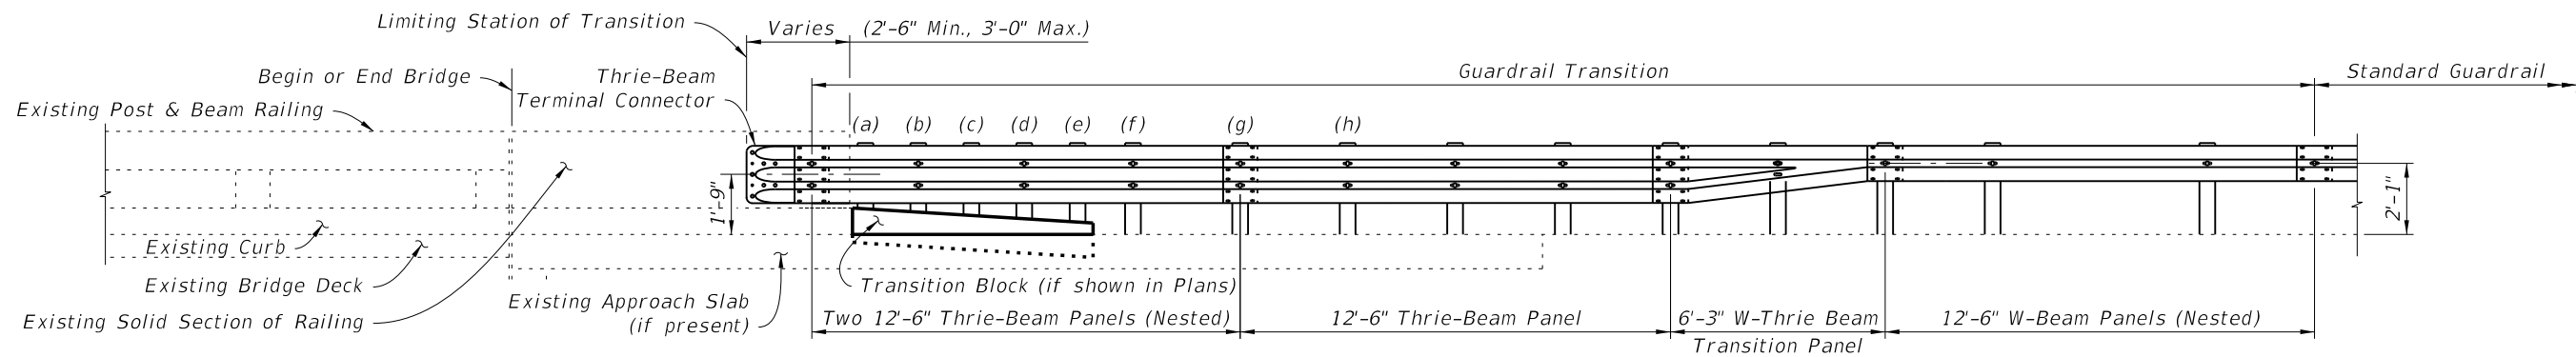 Limiting Station of Transition
Varies (2'-6" Min., 3'-0" Max.)
Begin or End Bridge
Thrie-Beam
Terminal Connector
Guardrail Transition
Standard Guardrail
Existing Post & Beam Railing
(a) (b) (c) (d) (e) (f) (g) (h)
1'-9"
2'-1"
Existing Curb
Existing Bridge Deck
Existing Solid Section of Railing
Existing Approach Slab
(if present)
Transition Block (if shown in Plans)
Two 12'-6" Thrie-Beam Panels (Nested)
12'-6" Thrie-Beam Panel
6'-3" W-Thrie Beam
Transition Panel
12'-6" W-Beam Panels (Nested)